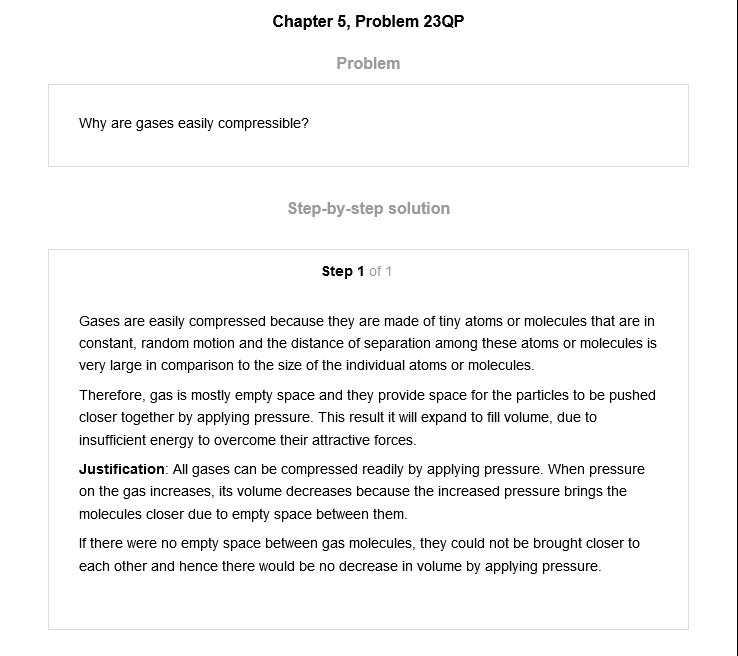 Chapter 5, Problem 23QP
Problem
Why are gases easily compressible?
Step-by-step solution
Step 1 of 1
Gases are easily compressed because they are made of tiny atoms or molecules that are in
constant, random motion and the distance of separation among these atoms or molecules is
very large in comparison to the size of the individual atoms or molecules.
Therefore, gas is mostly empty space and they provide space for the particles to be pushed
closer together by applying pressure. This result it will expand to fill volume, due to
insufficient energy to overcome their attractive forces.
Justification: All gases can be compressed readily by applying pressure. When pressure
on the gas increases, its volume decreases because the increased pressure brings the
molecules closer due to empty space between them.
If there were no empty space between gas molecules, they could not be brought closer to
each other and hence there would be no decrease in volume by applying pressure.